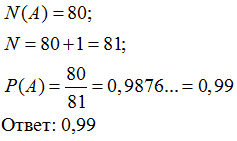 N(A) = 80;
N = 80 + 1 = 81;
P(A) = 80/81 = 0,9876... = 0,99
Ответ: 0,99